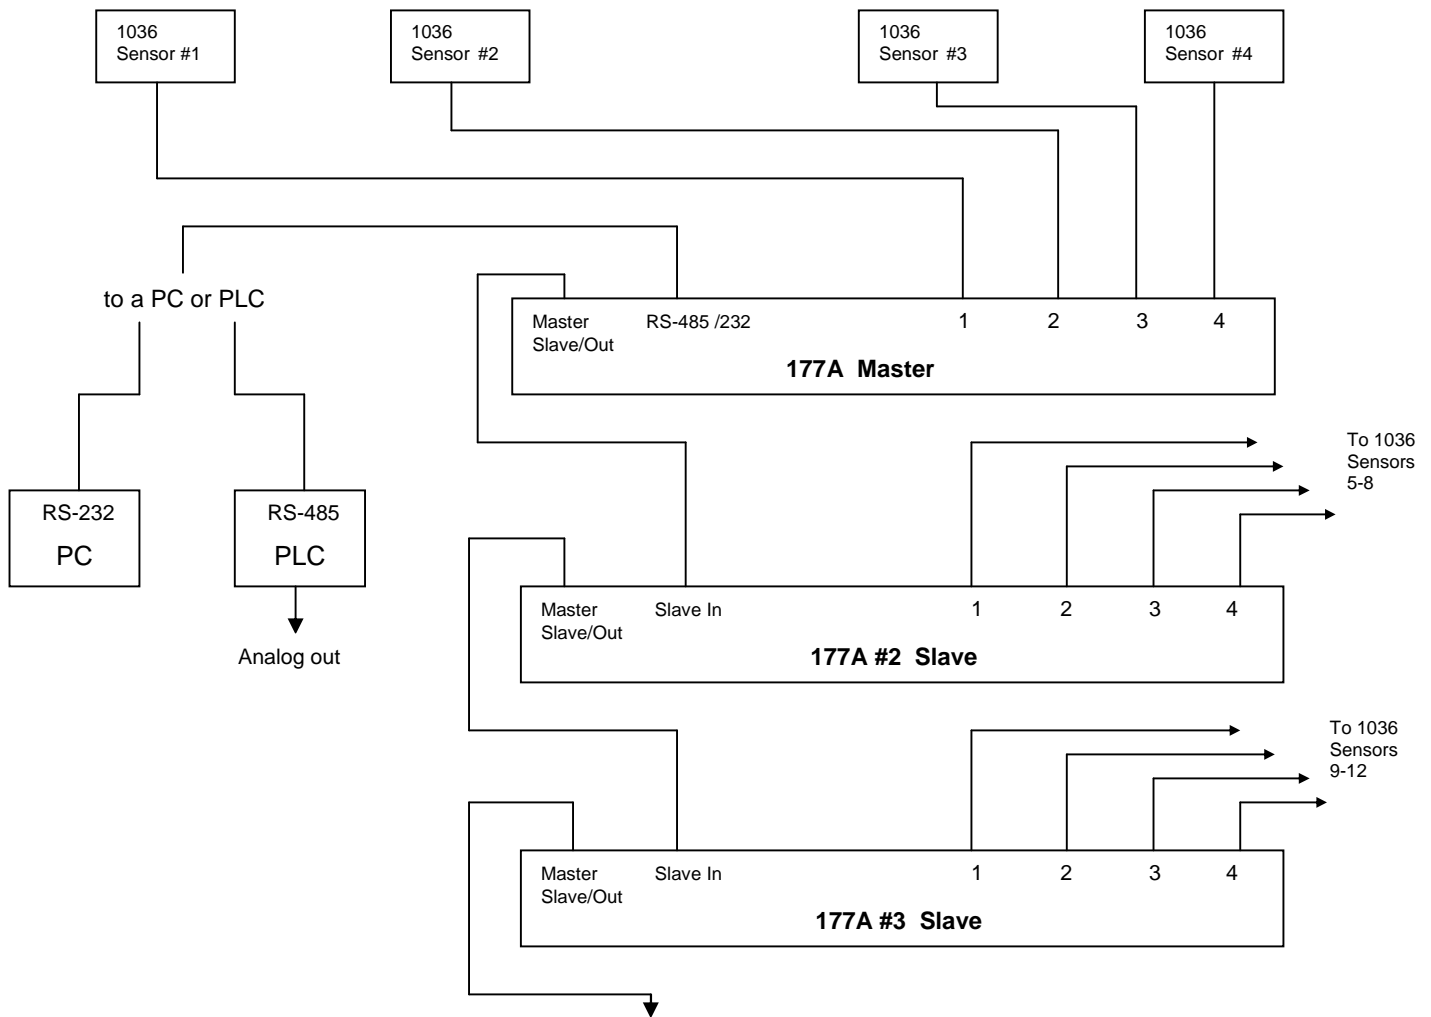 1036
Sensor #1
1036
Sensor #2
1036
Sensor #3
1036
Sensor #4
to a PC or PLC
RS-232
PC
RS-485
PLC
Analog out
Master
Slave/Out
RS-485 /232
1
2
3
4
177A Master
To 1036
Sensors
5-8
Master
Slave/Out
Slave In
1
2
3
4
177A #2 Slave
To 1036
Sensors
9-12
Master
Slave/Out
Slave In
1
2
3
4
177A #3 Slave